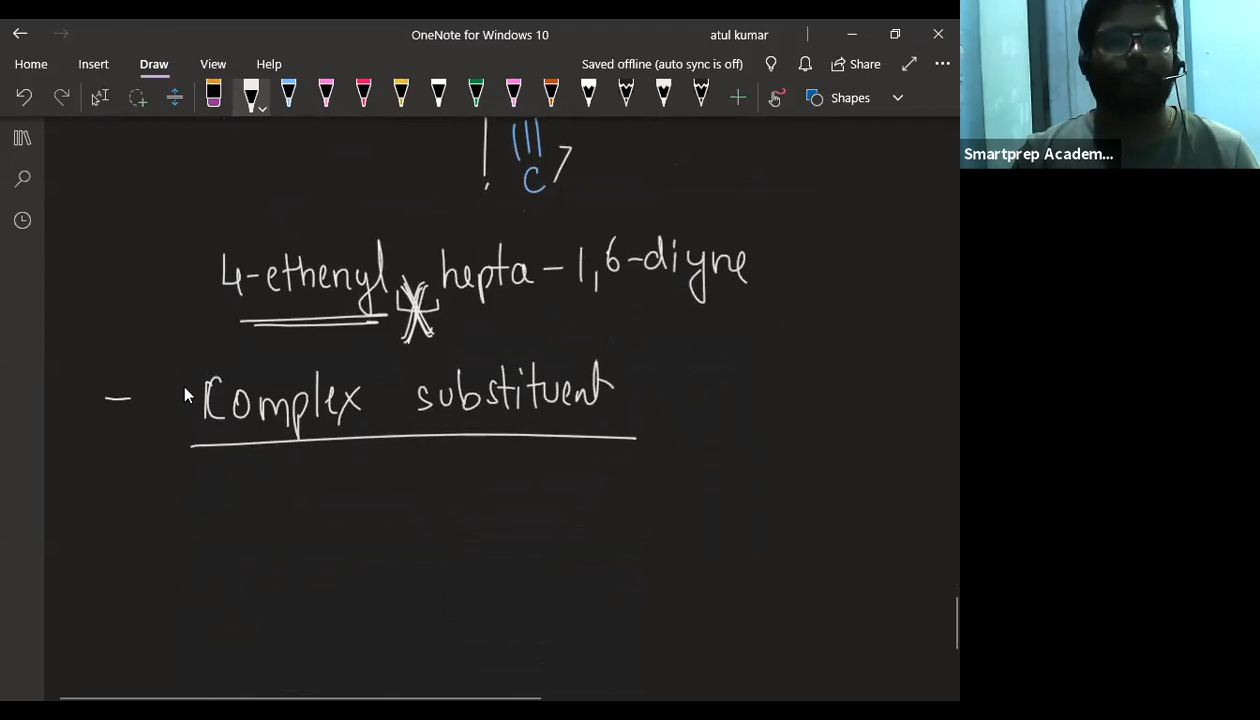 OneNote for Windows 10
atul kumar
Home Insert Draw View Help
Saved offline (auto sync is off)
Share
Shapes
Smartprep Academ...
C 7
4-ethenyl hepta-1,6-diyne
- Complex substituent